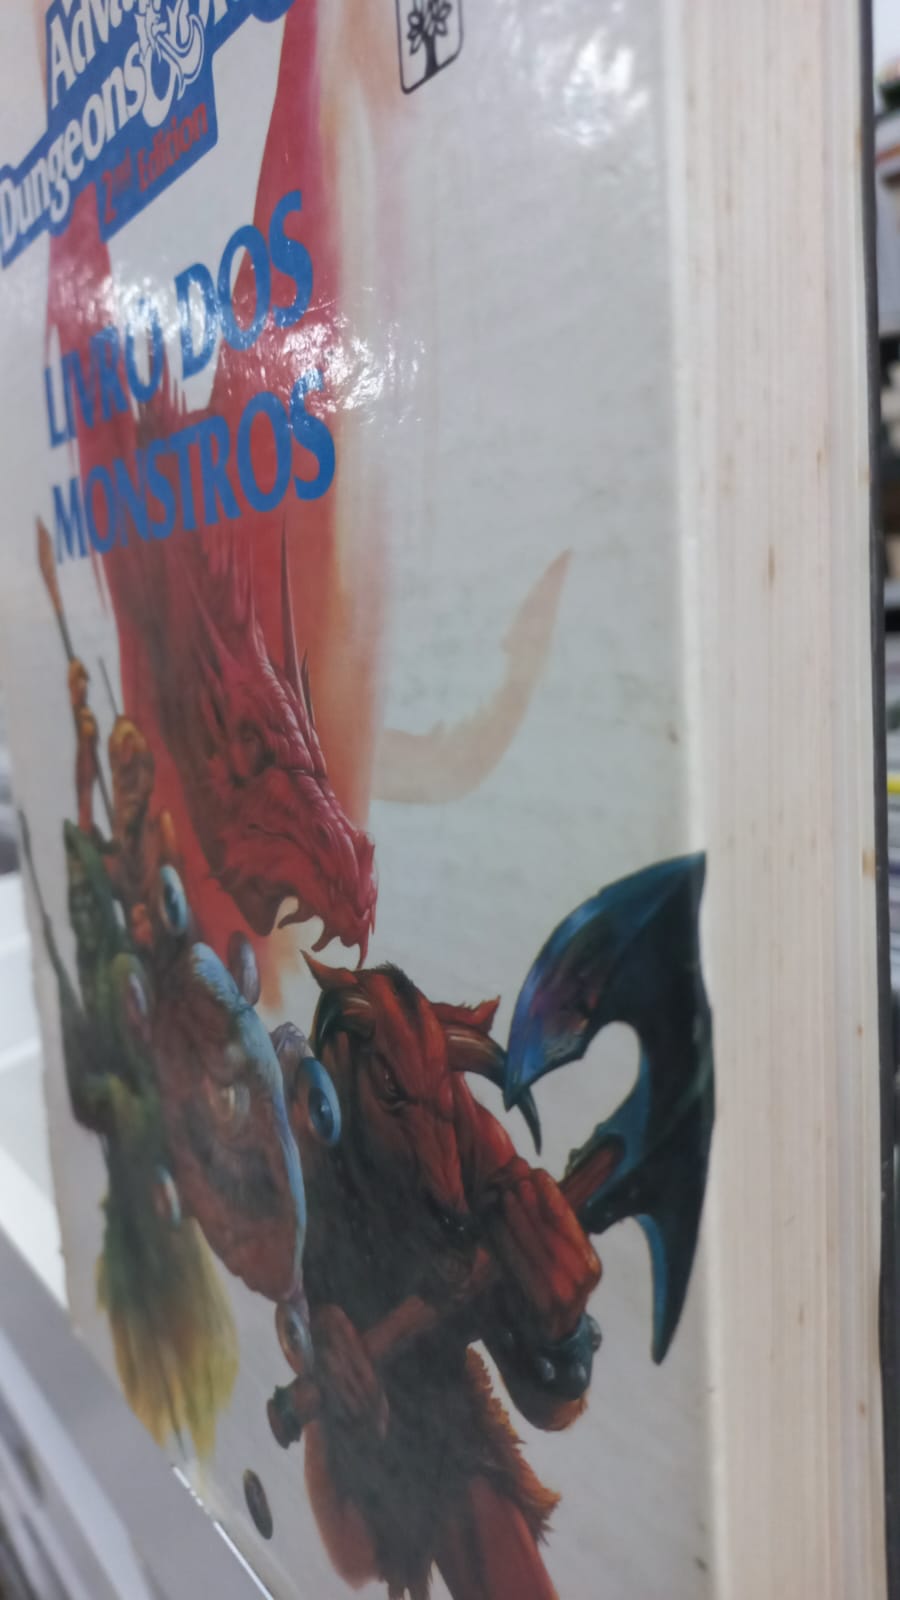 Dungeons &
2nd Edition
LIVRO DOS
MONSTROS